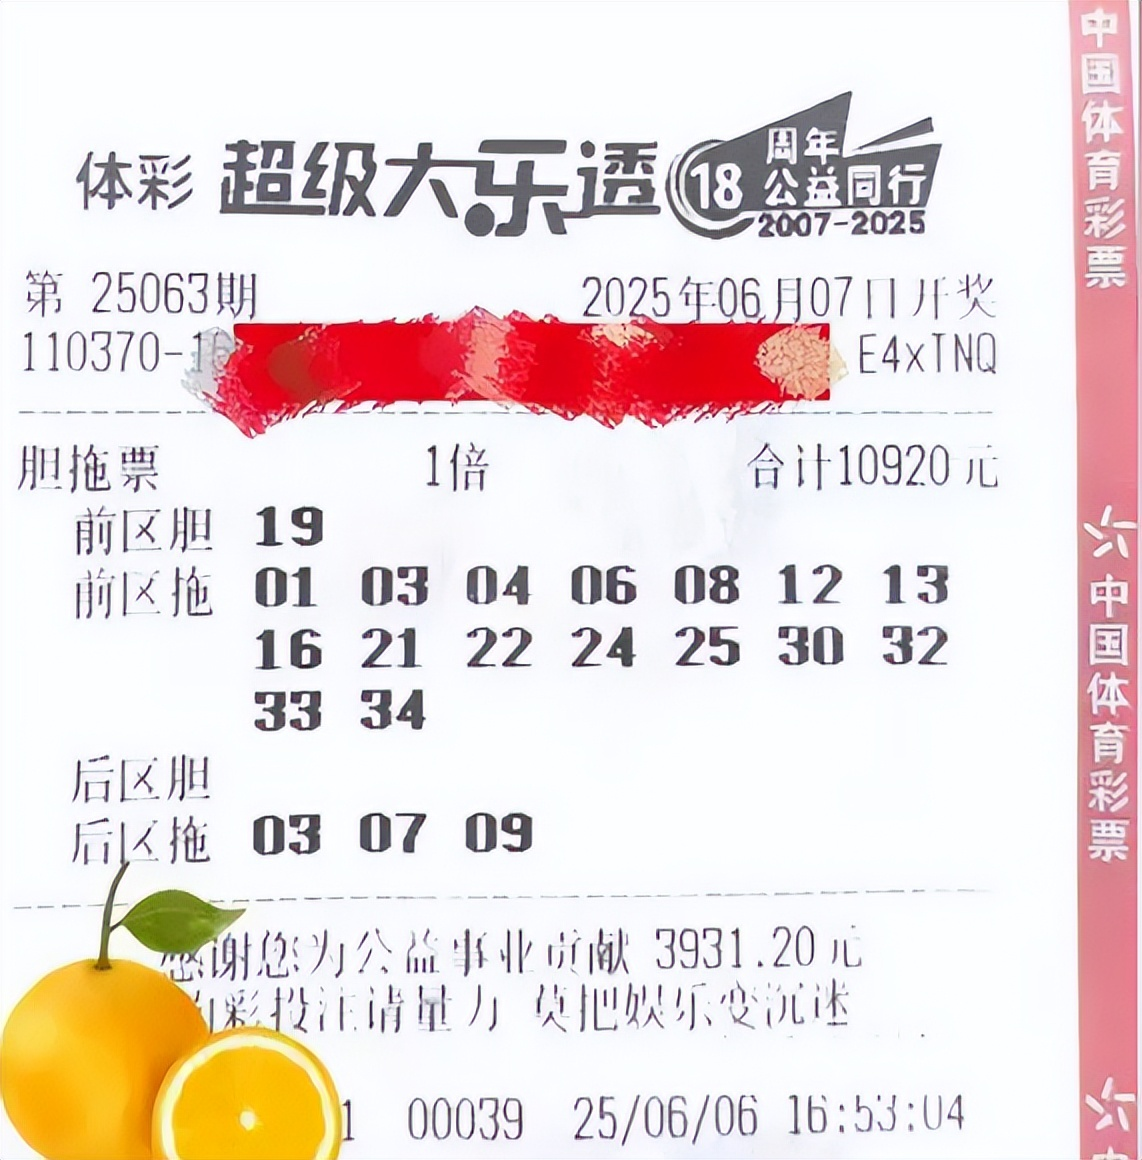 体彩 超级大乐透 18 周年 公益同行 2007-2025
第 25063期 2025年06月07日开奖
110370-16 E4xTNQ
胆拖票 1倍 合计10920元
前区胆 19
前区拖 01 03 04 06 08 12 13
16 21 22 24 25 30 32
33 34
后区胆
后区拖 03 07 09
感谢您为公益事业贡献 3931.20元
购彩投注请量力 莫把娱乐变沉迷
1 00039 25/06/06 16:53:04
中国体育彩票
中国体育彩票